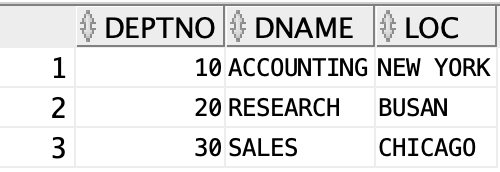 DEPTNO DNAME LOC
1 10 ACCOUNTING NEW YORK
2 20 RESEARCH BUSAN
3 30 SALES CHICAGO